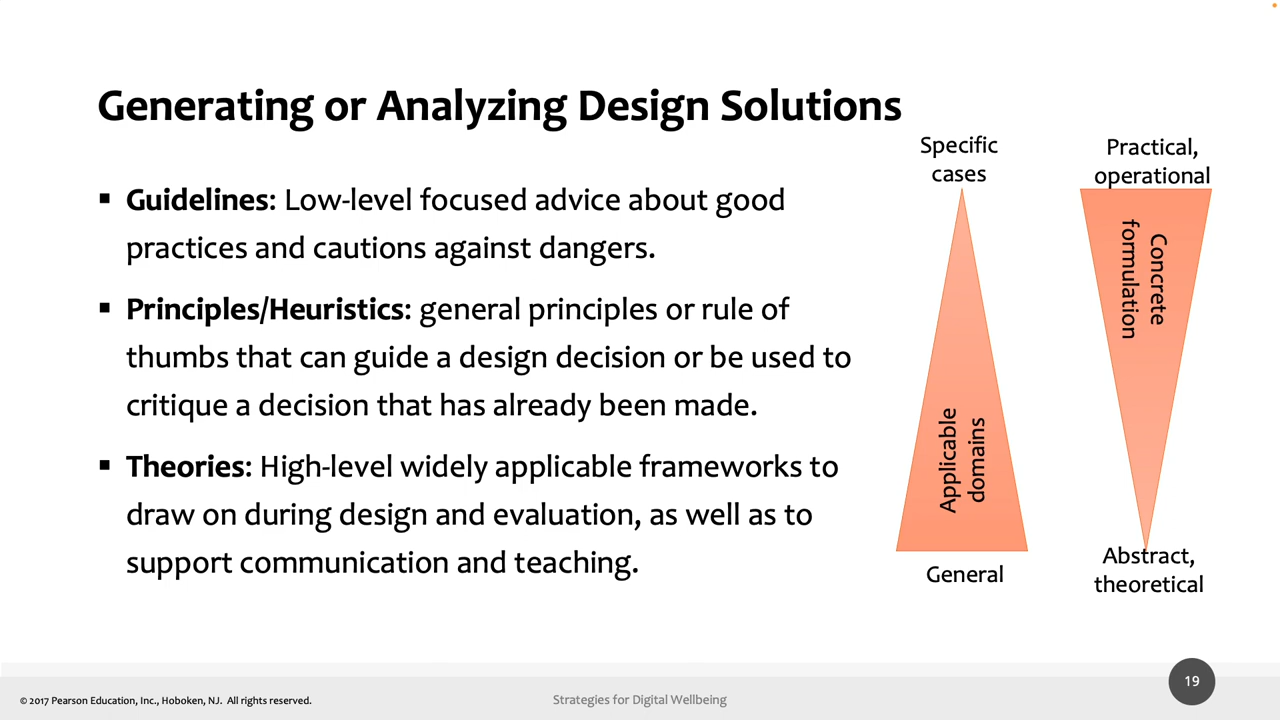 Generating or Analyzing Design Solutions
▪ Guidelines: Low-level focused advice about good
practices and cautions against dangers.
▪ Principles/Heuristics: general principles or rule of
thumbs that can guide a design decision or be used to
critique a decision that has already been made.
▪ Theories: High-level widely applicable frameworks to
draw on during design and evaluation, as well as to
support communication and teaching.
Specific
cases
Applicable
domains
General
Practical,
operational
Concrete
formulation
Abstract,
theoretical
© 2017 Pearson Education, Inc., Hoboken, NJ. All rights reserved.
Strategies for Digital Wellbeing
19